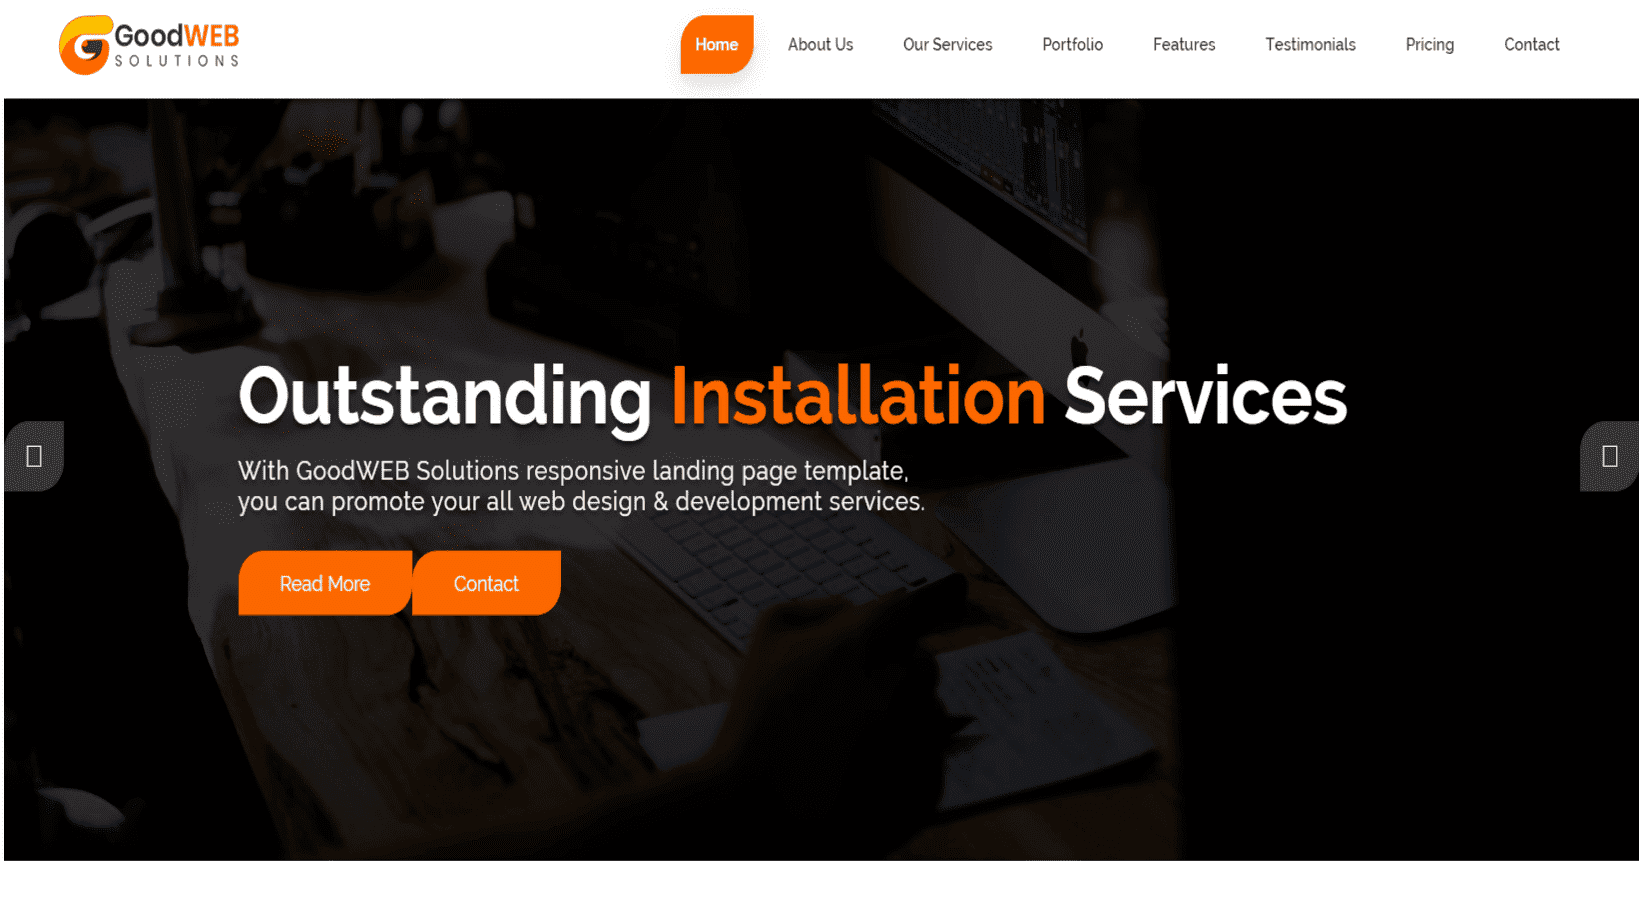 GoodWEB
SOLUTIONS
Home About Us Our Services Portfolio Features Testimonials Pricing Contact
Outstanding Installation Services
With GoodWEB Solutions responsive landing page template,
you can promote your all web design & development services.
Read More Contact